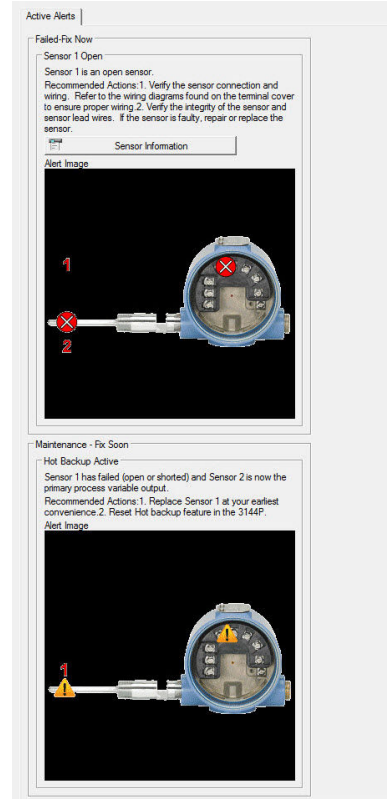 Active Alerts
Failed-Fix Now
Sensor 1 Open
Sensor 1 is an open sensor.
Recommended Actions:1. Verify the sensor connection and
wiring. Refer to the wiring diagrams found on the terminal cover
to ensure proper wiring.2. Verify the integrity of the sensor and
sensor lead wires. If the sensor is faulty, repair or replace the
sensor.
Sensor Information
Alert Image
1
2
Maintenance - Fix Soon
Hot Backup Active
Sensor 1 has failed (open or shorted) and Sensor 2 is now the
primary process variable output.
Recommended Actions:1. Replace Sensor 1 at your earliest
convenience.2. Reset Hot backup feature in the 3144P.
Alert Image
1